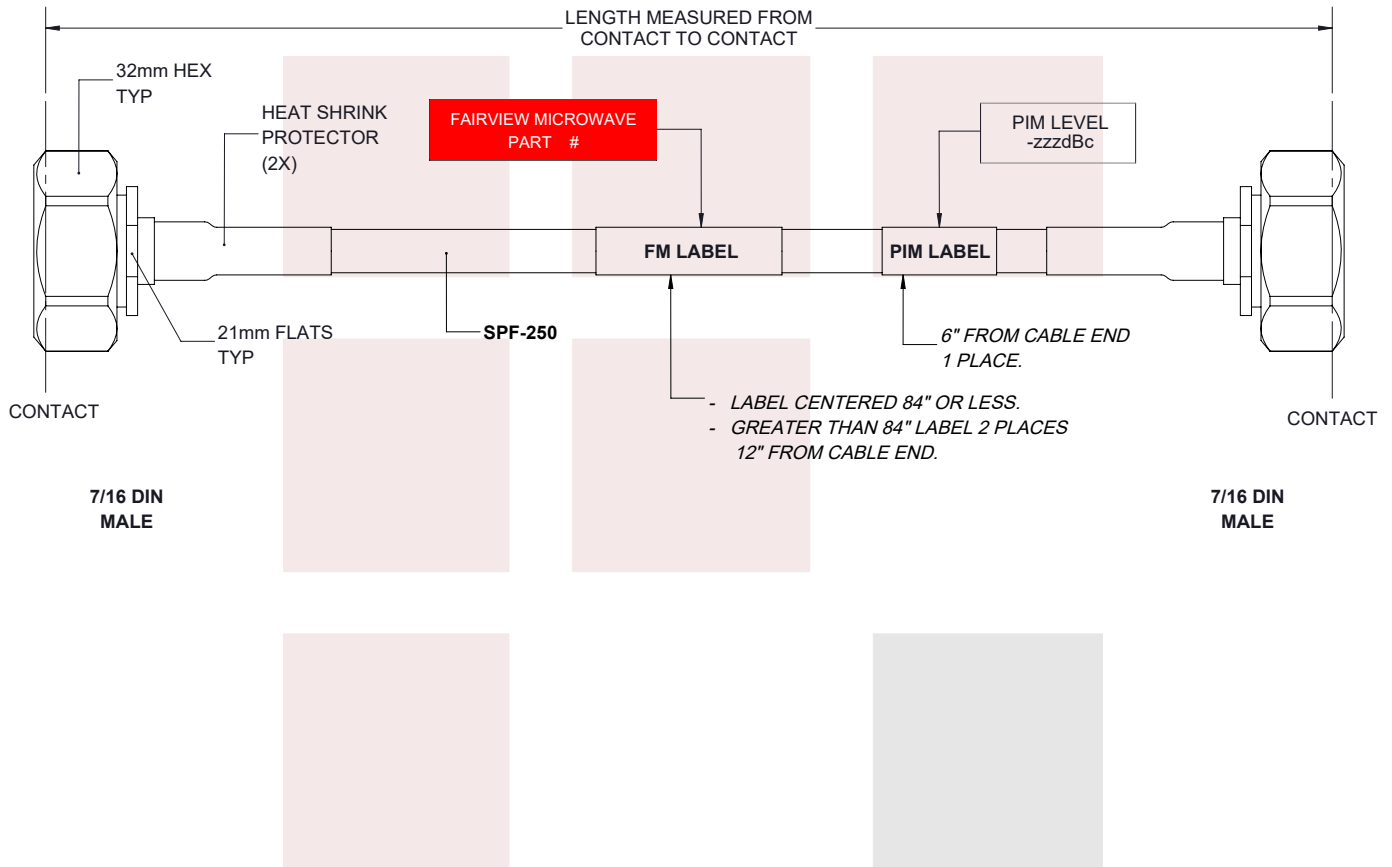 LENGTH MEASURED FROM
CONTACT TO CONTACT
32mm HEX
TYP
HEAT SHRINK
PROTECTOR
(2X)
FAIRVIEW MICROWAVE
PART #
PIM LEVEL
-zzzdBc
FM LABEL
PIM LABEL
21mm FLATS
TYP
SPF-250
6" FROM CABLE END
1 PLACE.
- LABEL CENTERED 84" OR LESS.
- GREATER THAN 84" LABEL 2 PLACES
12" FROM CABLE END.
CONTACT
CONTACT
7/16 DIN
MALE
7/16 DIN
MALE